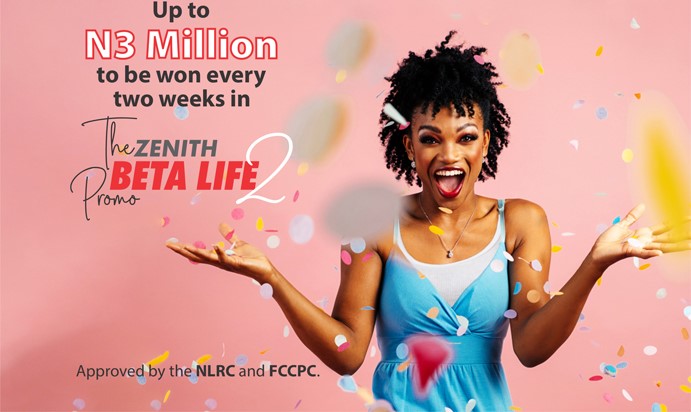 Up to
N3 Million
to be won every
two weeks in
The ZENITH
BETA LIFE 2
Promo
Approved by the NLRC and FCCPC.